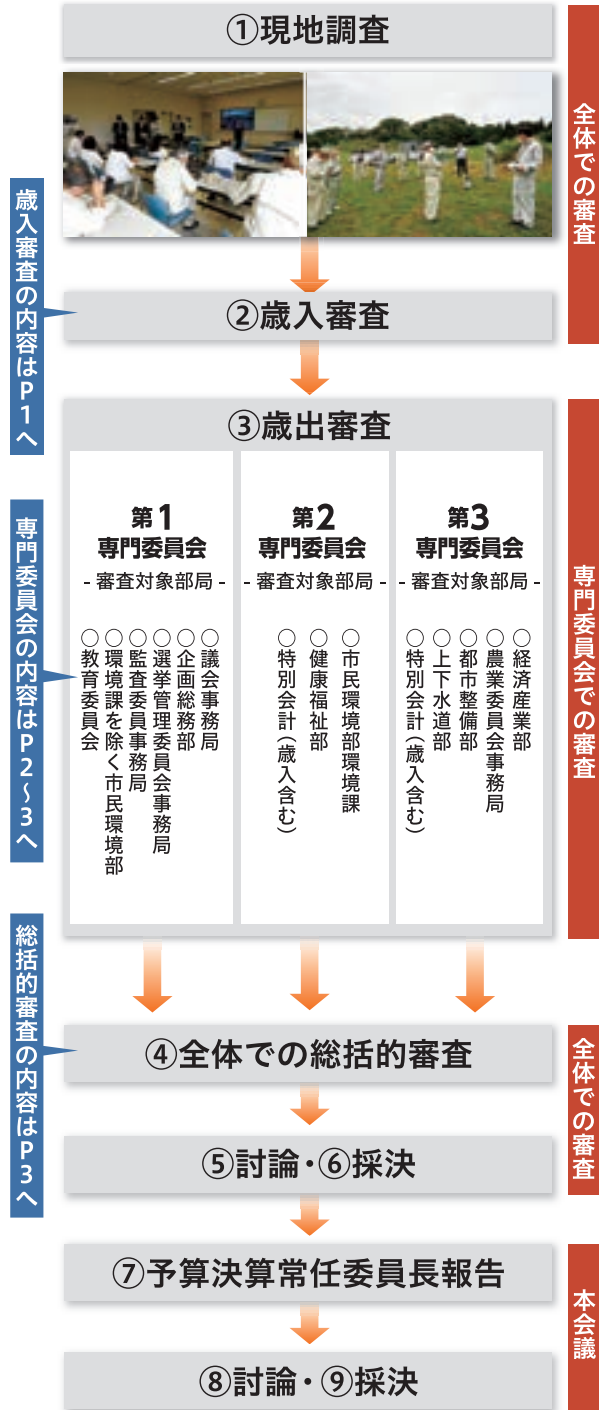 ①現地調査
全体での審査
歳入審査の内容はP1へ
②歳入審査
③歳出審査
専門委員会での審査
専門委員会の内容はP2〜3へ
第1
専門委員会
- 審査対象部局 -
○議会事務局
○企画総務部
○選挙管理委員会事務局
○監査委員事務局
○環境課を除く市民環境部
○教育委員会
第2
専門委員会
- 審査対象部局 -
○市民環境部環境課
○健康福祉部
○特別会計(歳入含む)
第3
専門委員会
- 審査対象部局 -
○経済産業部
○農業委員会事務局
○都市整備部
○上下水道部
○特別会計(歳入含む)
総括的審査の内容はP3へ
④全体での総括的審査
全体での審査
⑤討論・⑥採決
⑦予算決算常任委員長報告
本会議
⑧討論・⑨採決